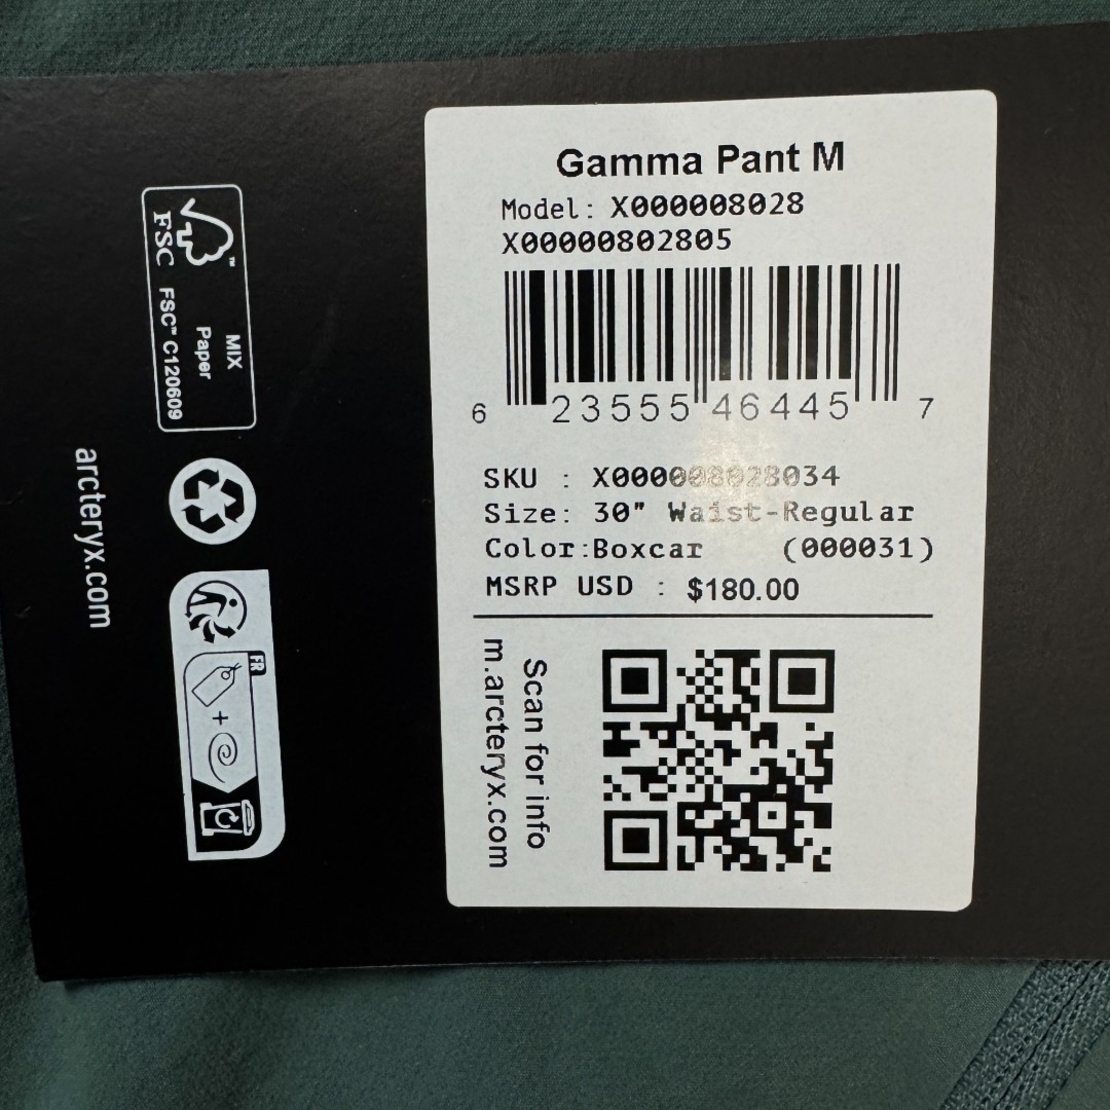 Gamma Pant M
Model: X000008028
X00000802805
6 23555 46445 7
SKU : X000008028034
Size: 30" Waist-Regular
Color:Boxcar (000031)
MSRP USD : $180.00
Scan for info
m.arcteryx.com
FSC™
MIX
Paper
FSC™ C120609
arcteryx.com
FR
+